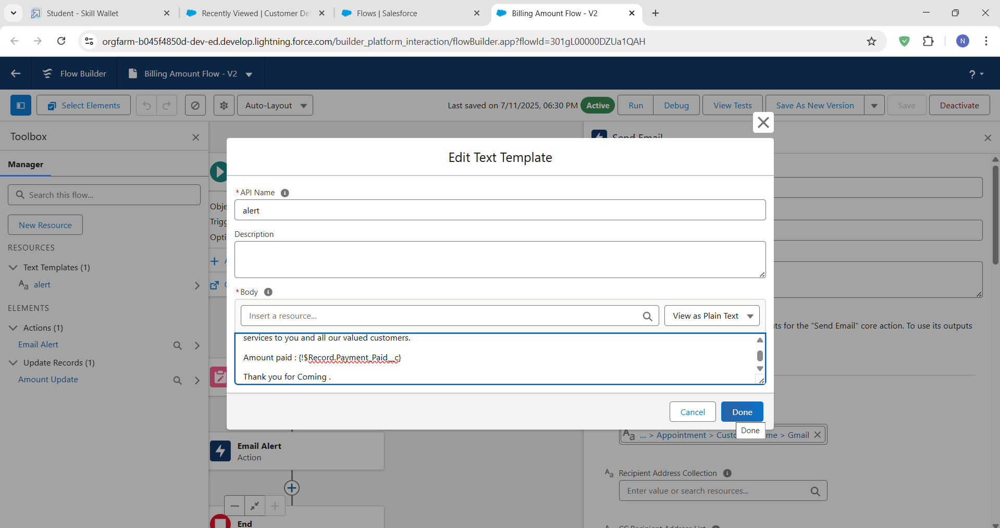 Student - Skill Wallet
Recently Viewed | Customer De
Flows | Salesforce
Billing Amount Flow - V2
orgfarm-b045f4850d-dev-ed.develop.lightning.force.com/builder_platform_interaction/flowBuilder.app?flowId=301gL00000DZUa1QAH
N
Flow Builder
Billing Amount Flow - V2
?
Select Elements
Auto-Layout
Last saved on 7/11/2025, 06:30 PM
Active
Run
Debug
View Tests
Save As New Version
Save
Deactivate
Toolbox
Send Email
Manager
Search this flow...
New Resource
RESOURCES
Text Templates (1)
Aa alert
ELEMENTS
Actions (1)
Email Alert
Update Records (1)
Amount Update
Obje
Trigg
Opti
Edit Text Template
*API Name
alert
Description
*Body
Insert a resource...
View as Plain Text
services to you and all our valued customers.
Amount paid : {!$Record.Payment_Paid__c}
Thank you for Coming .
Cancel
Done
Done
ts for the "Send Email" core action. To use its outputs
Aa ... > Appointment > Custo
me > Gmail
Aa Recipient Address Collection
Enter value or search resources...
Email Alert
Action
End